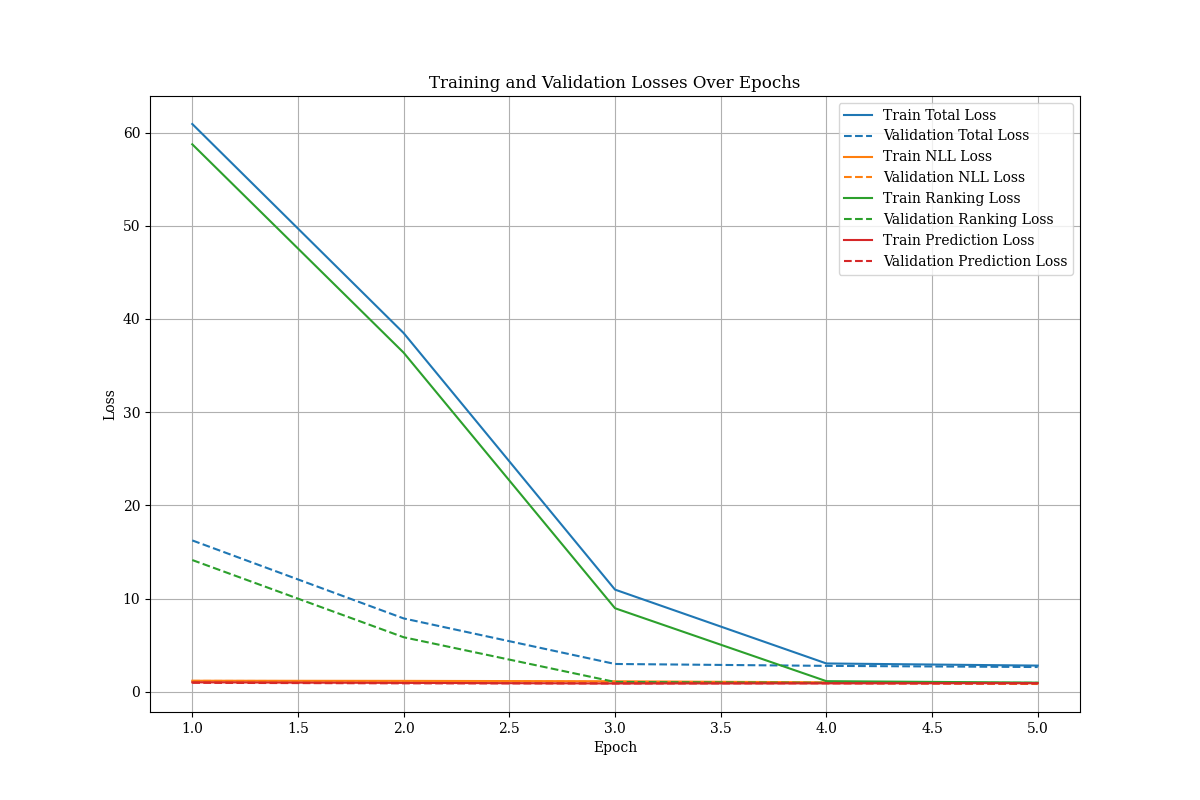 Training and Validation Losses Over Epochs
Train Total Loss
Validation Total Loss
Train NLL Loss
Validation NLL Loss
Train Ranking Loss
Validation Ranking Loss
Train Prediction Loss
Validation Prediction Loss
60
50
40
30
20
10
0
Loss
1.0 1.5 2.0 2.5 3.0 3.5 4.0 4.5 5.0
Epoch